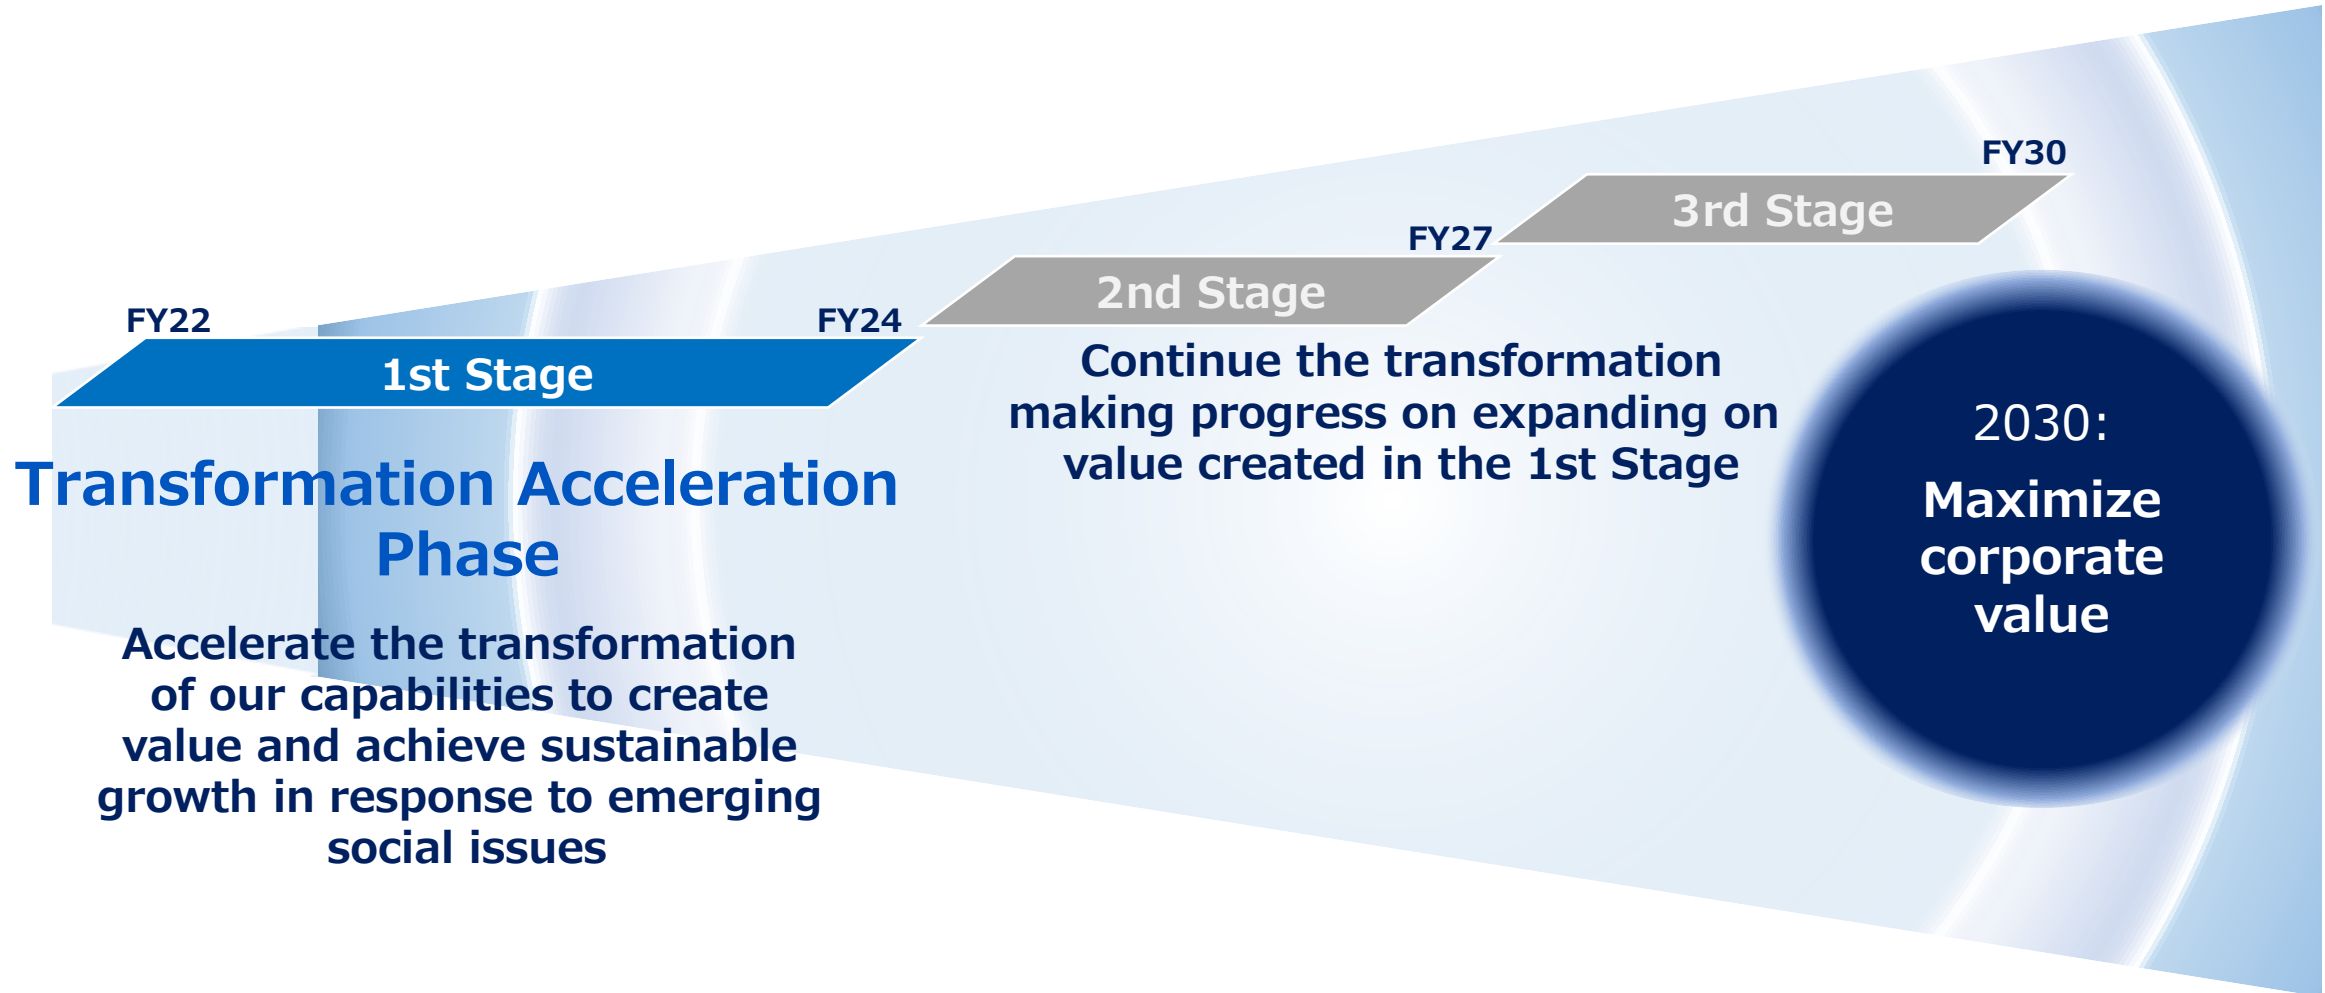 FY22
FY24
1st Stage
Transformation Acceleration
Phase
Accelerate the transformation
of our capabilities to create
value and achieve sustainable
growth in response to emerging
social issues
FY27
2nd Stage
Continue the transformation
making progress on expanding on
value created in the 1st Stage
FY30
3rd Stage
2030:
Maximize
corporate
value